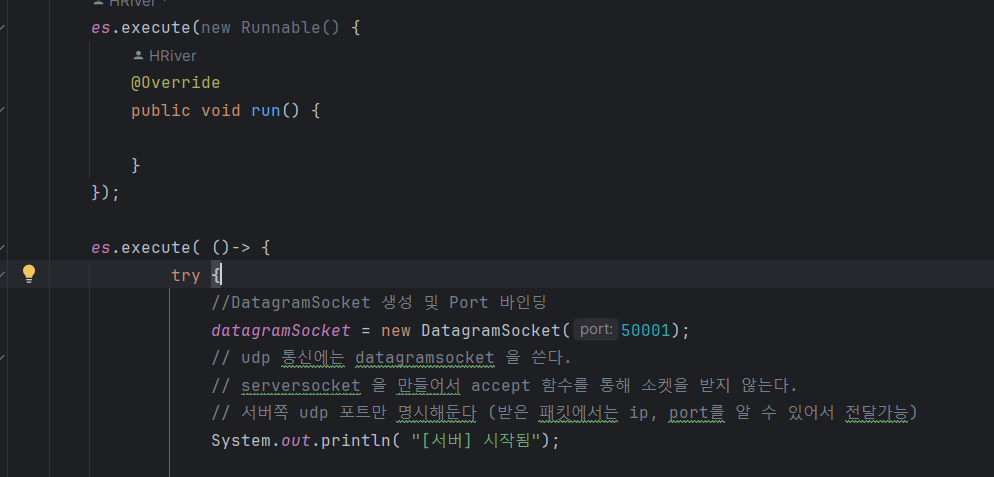 HRiver *
es.execute(new Runnable() {
HRiver
@Override
public void run() {
}
});
es.execute( ()-> {
try {
//DatagramSocket 생성 및 Port 바인딩
datagramSocket = new DatagramSocket( port: 50001);
// udp 통신에는 datagramsocket 을 쓴다.
// serversocket 을 만들어서 accept 함수를 통해 소켓을 받지 않는다.
// 서버쪽 udp 포트만 명시해둔다 (받은 패킷에서는 ip, port를 알 수 있어서 전달가능)
System.out.println( "[서버] 시작됨");